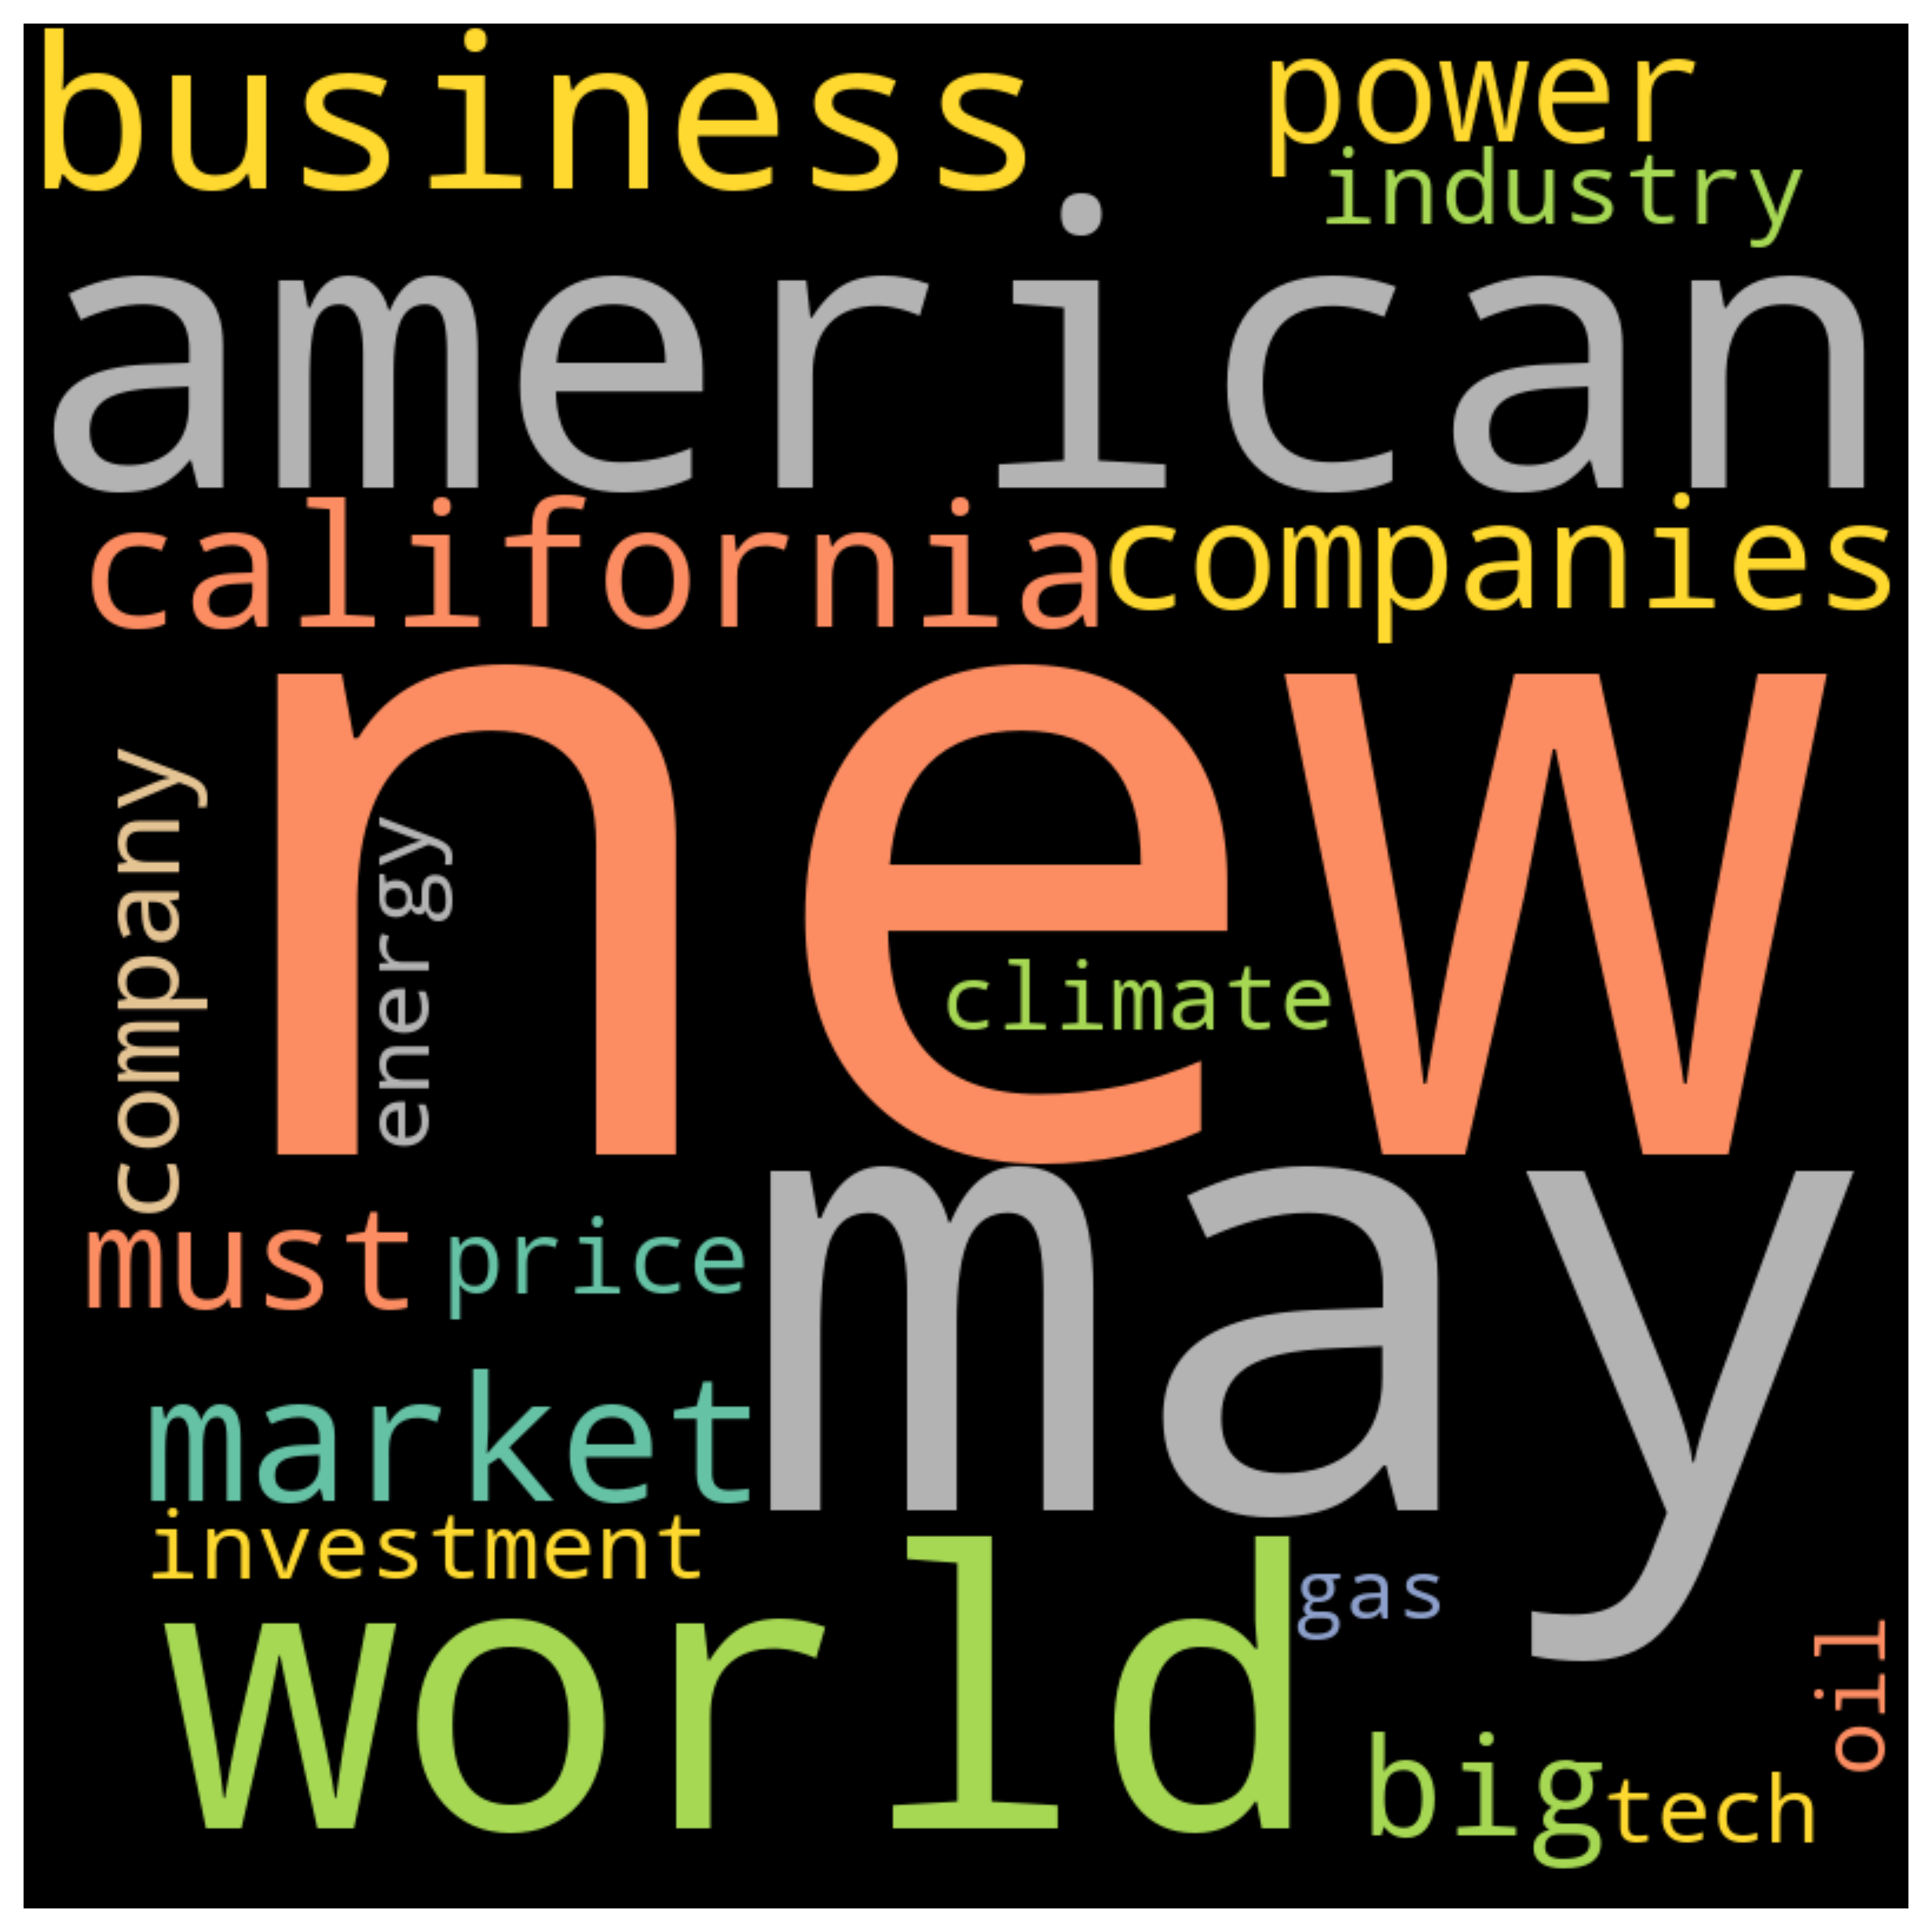 business
power
industry
american
california
companies
new
company
energy
climate
may
must
price
market
investment
world
gas
oil
big
tech